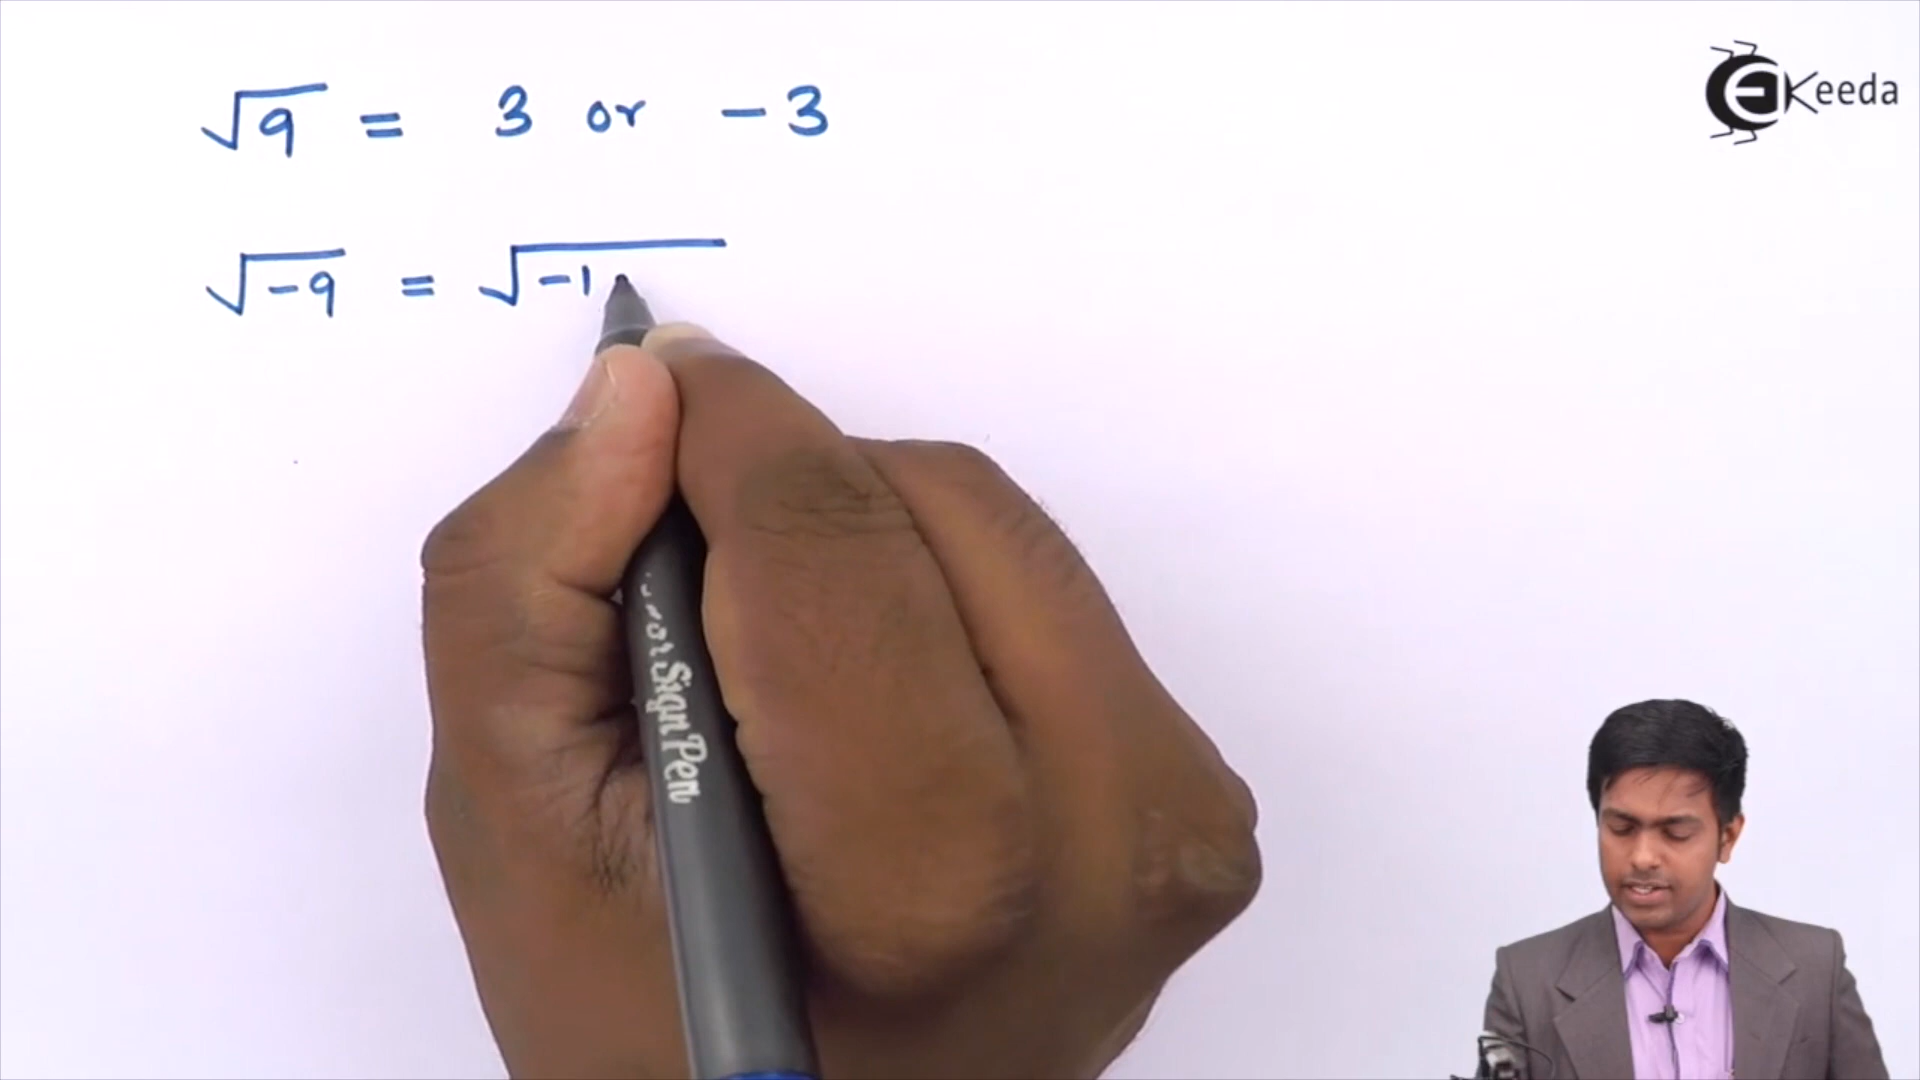 √9 = 3 or -3
Keeda
√-9 = √-1
Sign Pen